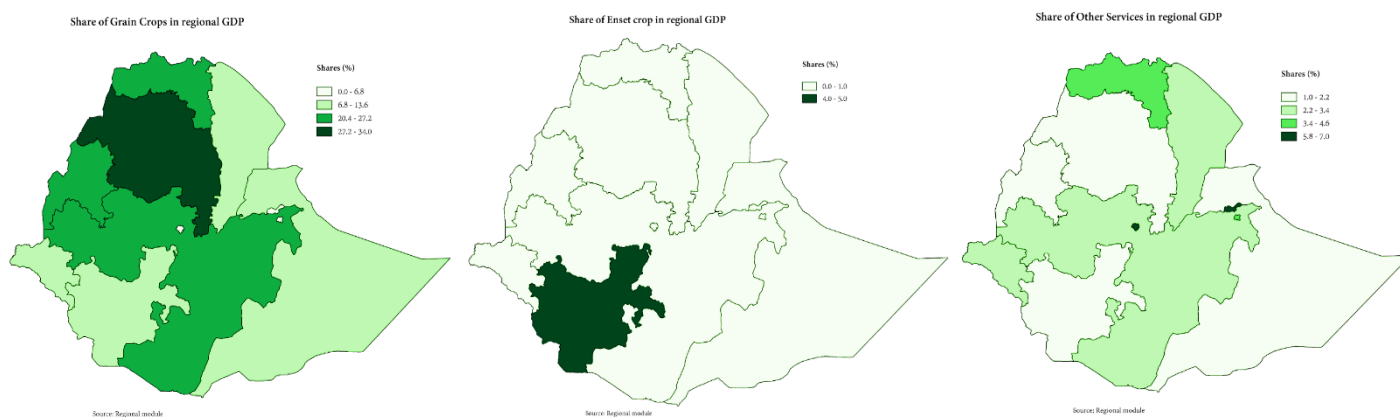 Share of Grain Crops in regional GDP
Shares (%)
0.0 - 6.8
6.8 - 13.6
20.4 - 27.2
27.2 - 34.0
Source: Regional module
Share of Enset crop in regional GDP
Shares (%)
0.0 - 1.0
4.0 - 5.0
Source: Regional module
Share of Other Services in regional GDP
Shares (%)
1.0 - 2.2
2.2 - 3.4
3.4 - 4.6
5.8 - 7.0
Source: Regional module